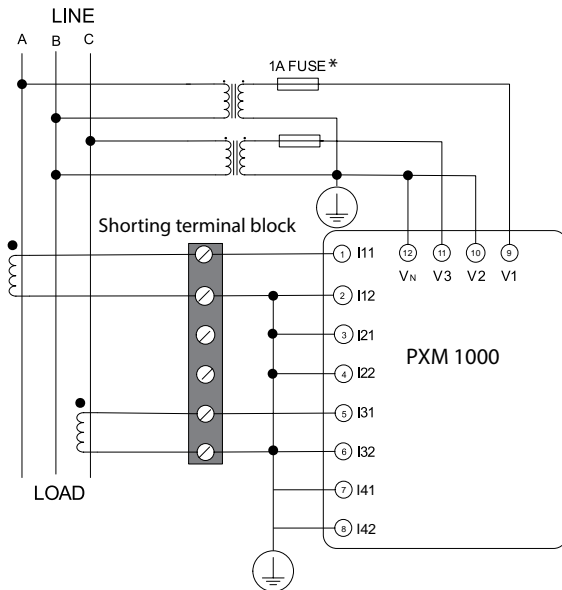 LINE
A B C
1A FUSE *
Shorting terminal block
12 11 10 9
VN V3 V2 V1
1 I11
2 I12
3 I21
4 I22
5 I31
6 I32
7 I41
8 I42
PXM 1000
LOAD